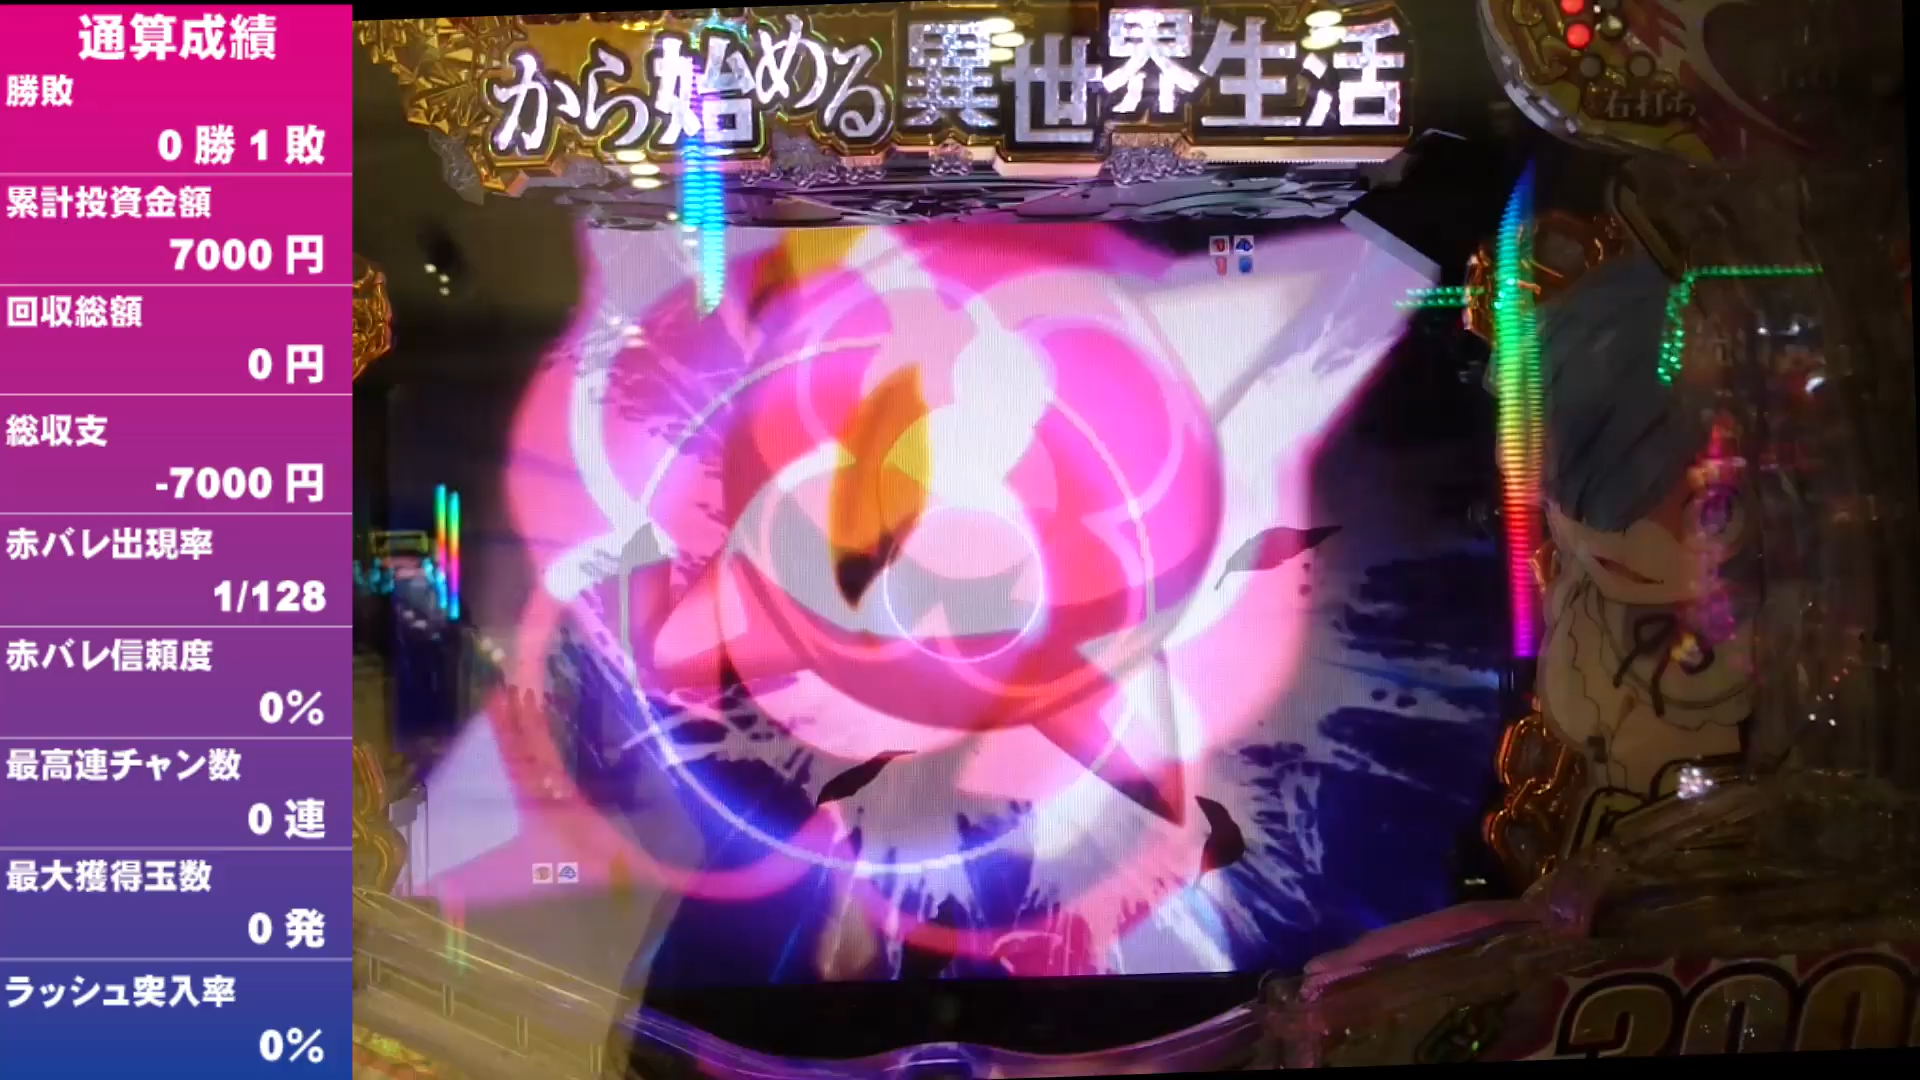 通算成績
勝敗
0 勝 1 敗
累計投資金額
7000 円
回収総額
0 円
総収支
-7000 円
赤バレ出現率
1/128
赤バレ信頼度
0%
最高連チャン数
0 連
最大獲得玉数
0 発
ラッシュ突入率
0%
から始める異世界生活
右打ち